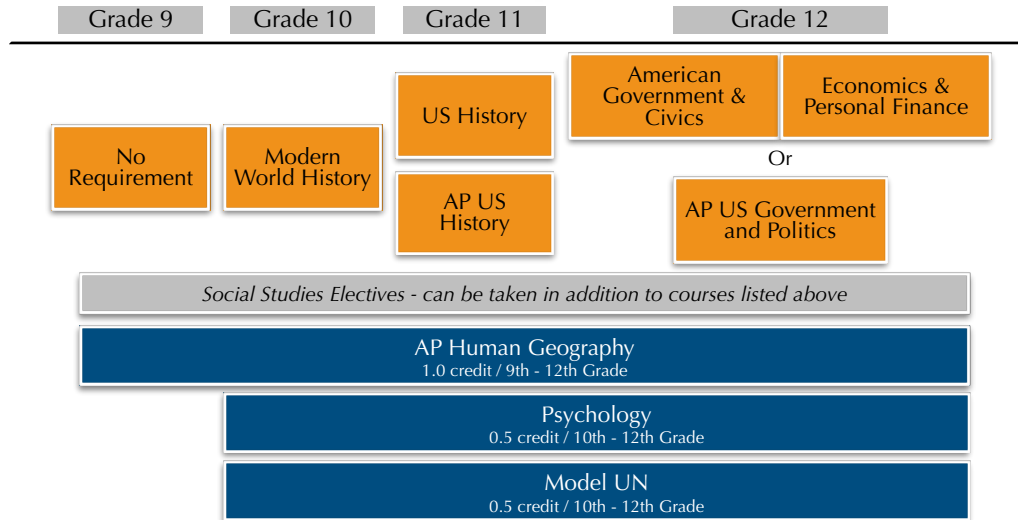 Grade 9
Grade 10
Grade 11
Grade 12
No
Requirement
Modern
World History
US History
AP US
History
American
Government &
Civics
Economics &
Personal Finance
Or
AP US Government
and Politics
Social Studies Electives - can be taken in addition to courses listed above
AP Human Geography
1.0 credit / 9th - 12th Grade
Psychology
0.5 credit / 10th - 12th Grade
Model UN
0.5 credit / 10th - 12th Grade